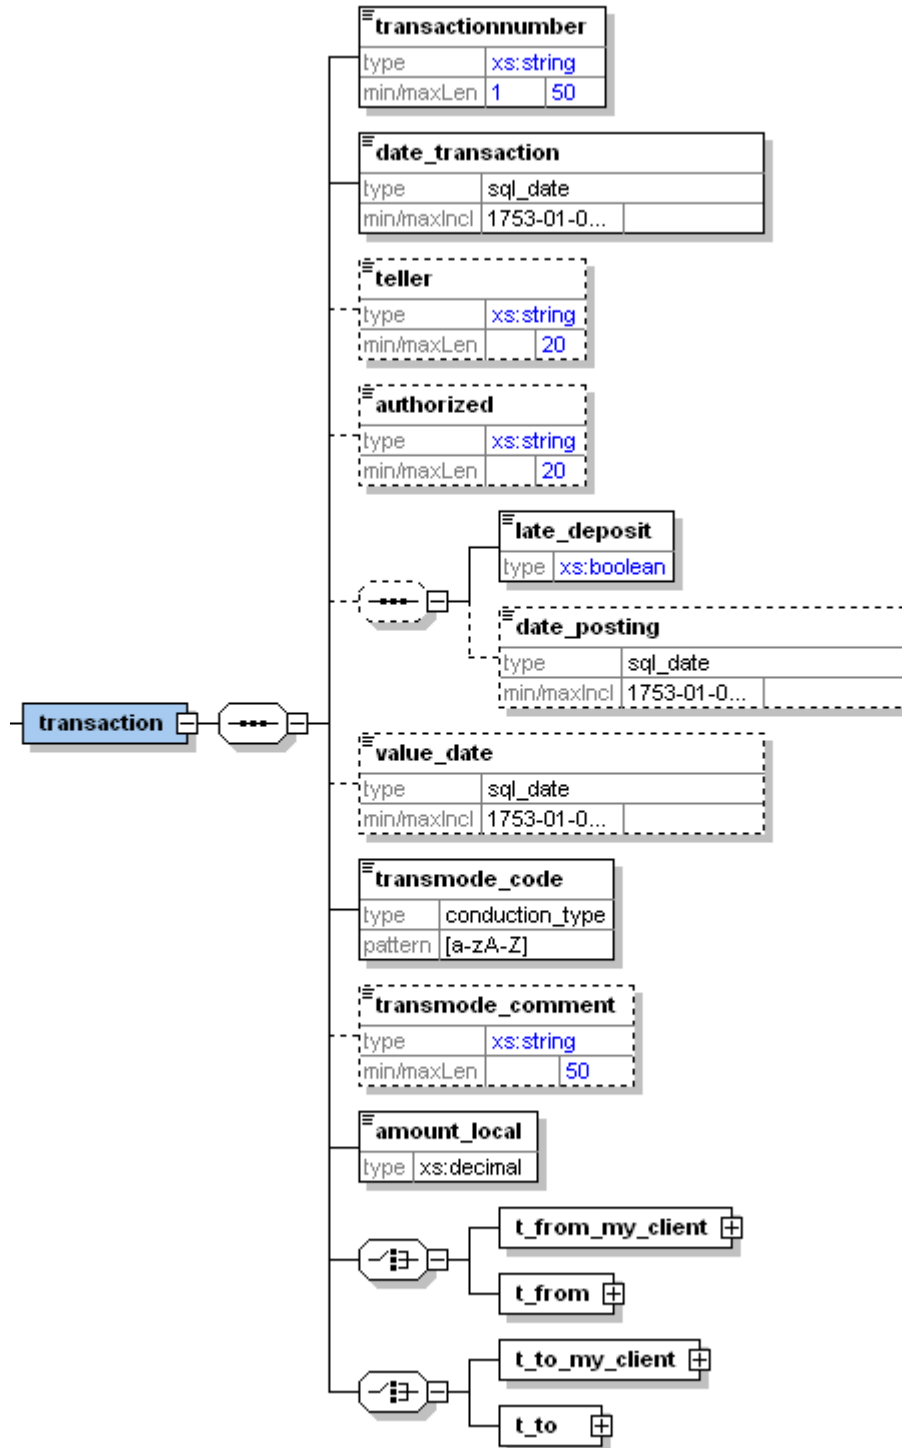 transactionnumber
type xs:string
min/maxLen 1 50
date_transaction
type sql_date
min/maxIncl 1753-01-0...
teller
type xs:string
min/maxLen 20
authorized
type xs:string
min/maxLen 20
late_deposit
type xs:boolean
date_posting
type sql_date
min/maxIncl 1753-01-0...
transaction
value_date
type sql_date
min/maxIncl 1753-01-0...
transmode_code
type conduction_type
pattern [a-zA-Z]
transmode_comment
type xs:string
min/maxLen 50
amount_local
type xs:decimal
t_from_my_client
t_from
t_to_my_client
t_to